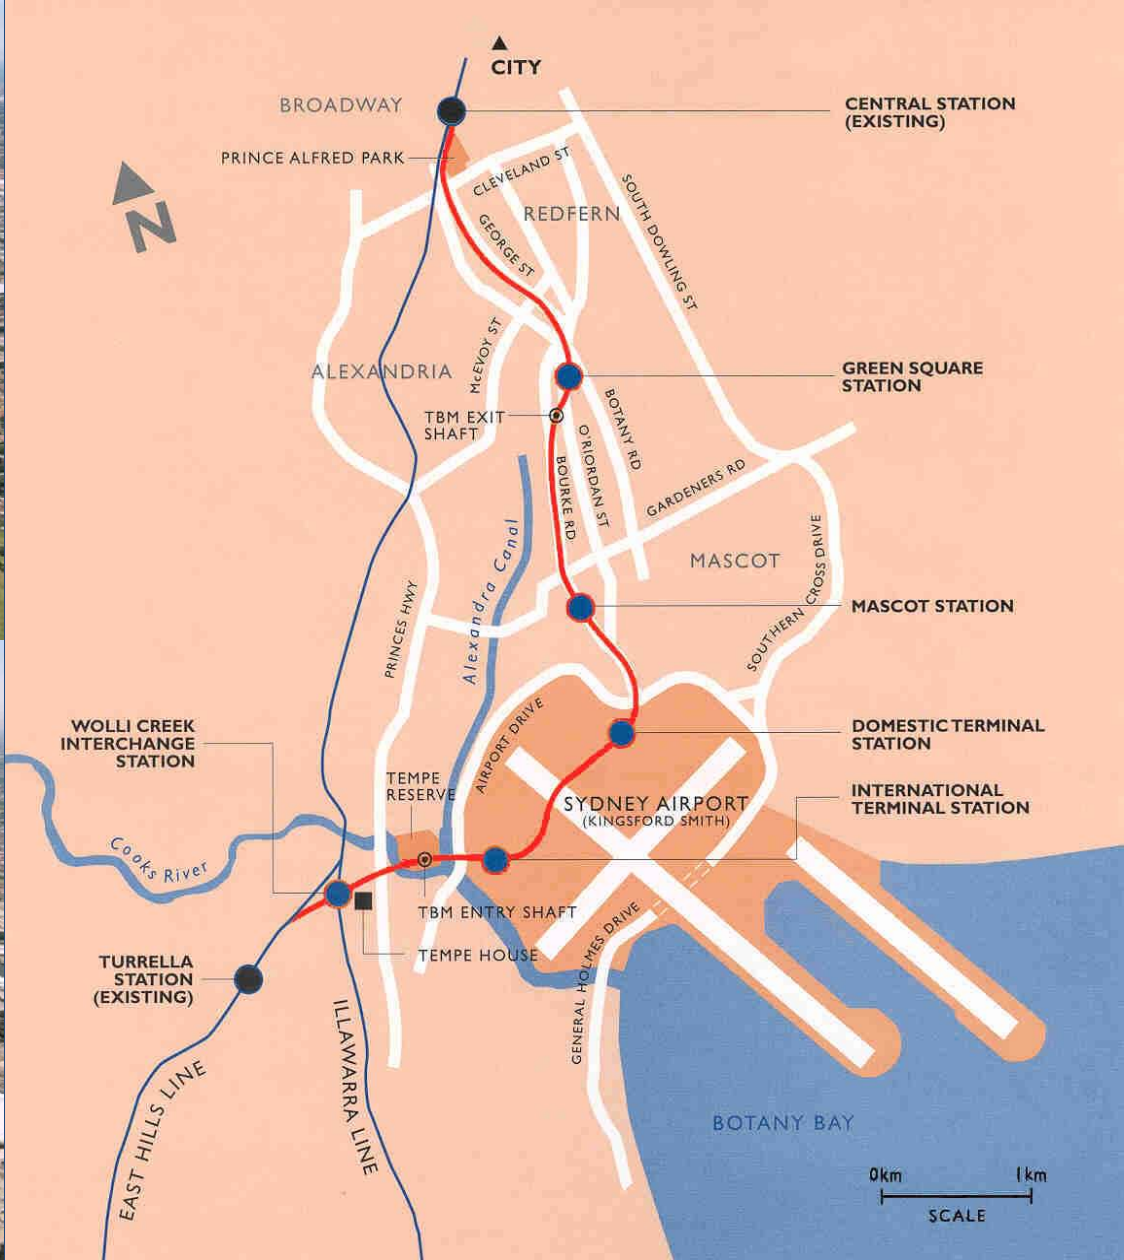 CITY
BROADWAY
CENTRAL STATION
(EXISTING)
PRINCE ALFRED PARK
CLEVELAND ST
N
REDFERN
SOUTH DOWLING ST
GEORGE ST
McEVOY ST
ALEXANDRIA
GREEN SQUARE
STATION
TBM EXIT
SHAFT
BOTANY RD
O'RIORDAN ST
BOURKE RD
GARDENERS RD
Alexandra Canal
MASCOT
SOUTHERN CROSS DRIVE
PRINCES HWY
MASCOT STATION
WOLLI CREEK
INTERCHANGE
STATION
AIRPORT DRIVE
DOMESTIC TERMINAL
STATION
TEMPE
RESERVE
SYDNEY AIRPORT
(KINGSFORD SMITH)
INTERNATIONAL
TERMINAL STATION
Cooks River
TBM ENTRY SHAFT
TEMPE HOUSE
GENERAL HOLMES DRIVE
TURRELLA
STATION
(EXISTING)
EAST HILLS LINE
ILLAWARRA LINE
BOTANY BAY
0km 1km
SCALE